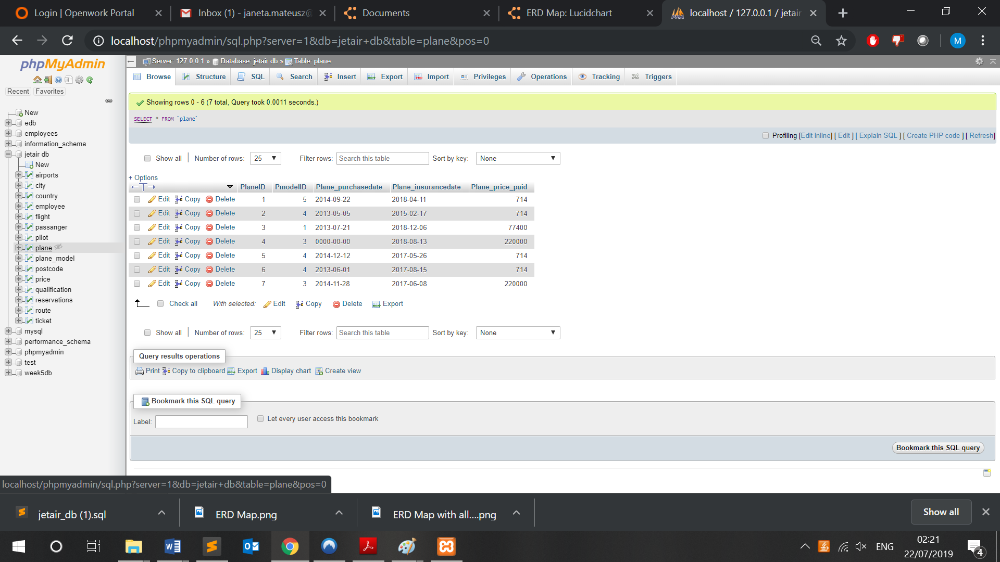 Login | Openwork Portal
Inbox (1) - janeta.mateusz@
Documents
ERD Map: Lucidchart
localhost / 127.0.0.1 / jetair
localhost/phpmyadmin/sql.php?server=1&db=jetair+db&table=plane&pos=0
M
phpMyAdmin
Recent Favorites
New
edb
employees
information_schema
jetair db
New
airports
city
country
employee
flight
passanger
pilot
plane
plane_model
postcode
price
qualification
reservations
route
ticket
mysql
performance_schema
phpmyadmin
test
week5db
Server: 127.0.0.1 » Database: jetair db » Table: plane
Browse Structure SQL Search Insert Export Import Privileges Operations Tracking Triggers
Showing rows 0 - 6 (7 total, Query took 0.0011 seconds.)
SELECT * FROM `plane`
Profiling [Edit inline] [ Edit ] [ Explain SQL ] [ Create PHP code ] [ Refresh]
Show all | Number of rows: 25 Filter rows: Search this table Sort by key: None
+ Options
PlaneID PmodelID Plane_purchasedate Plane_insurancedate Plane_price_paid
Edit Copy Delete 1 5 2014-09-22 2018-04-11 714
Edit Copy Delete 2 4 2013-05-05 2015-02-17 714
Edit Copy Delete 3 1 2013-07-21 2018-12-06 77400
Edit Copy Delete 4 3 0000-00-00 2018-08-13 220000
Edit Copy Delete 5 4 2014-12-12 2017-05-26 714
Edit Copy Delete 6 4 2013-06-01 2017-08-15 714
Edit Copy Delete 7 3 2014-11-28 2017-06-08 220000
Check all With selected: Edit Copy Delete Export
Show all | Number of rows: 25 Filter rows: Search this table Sort by key: None
Query results operations
Print Copy to clipboard Export Display chart Create view
Bookmark this SQL query
Label: Let every user access this bookmark
Bookmark this SQL query
localhost/phpmyadmin/sql.php?server=1&db=jetair+db&table=plane&pos=0
jetair_db (1).sql
ERD Map.png
ERD Map with all....png
Show all
ENG
02:21
22/07/2019
4